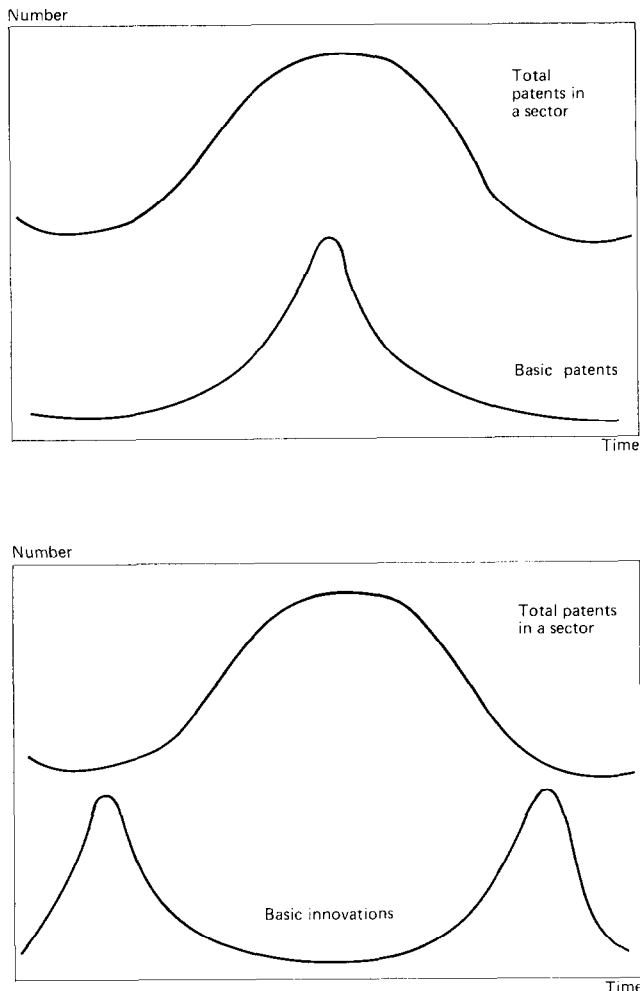 Number
Total
patents in
a sector
Basic patents
Time
Number
Total patents
in a sector
Basic innovations
Time